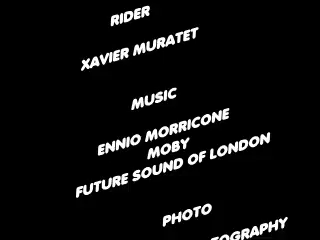 RIDER
XAVIER MURATET
MUSIC
ENNIO MORRICONE
MOBY
FUTURE SOUND OF LONDON
PHOTO